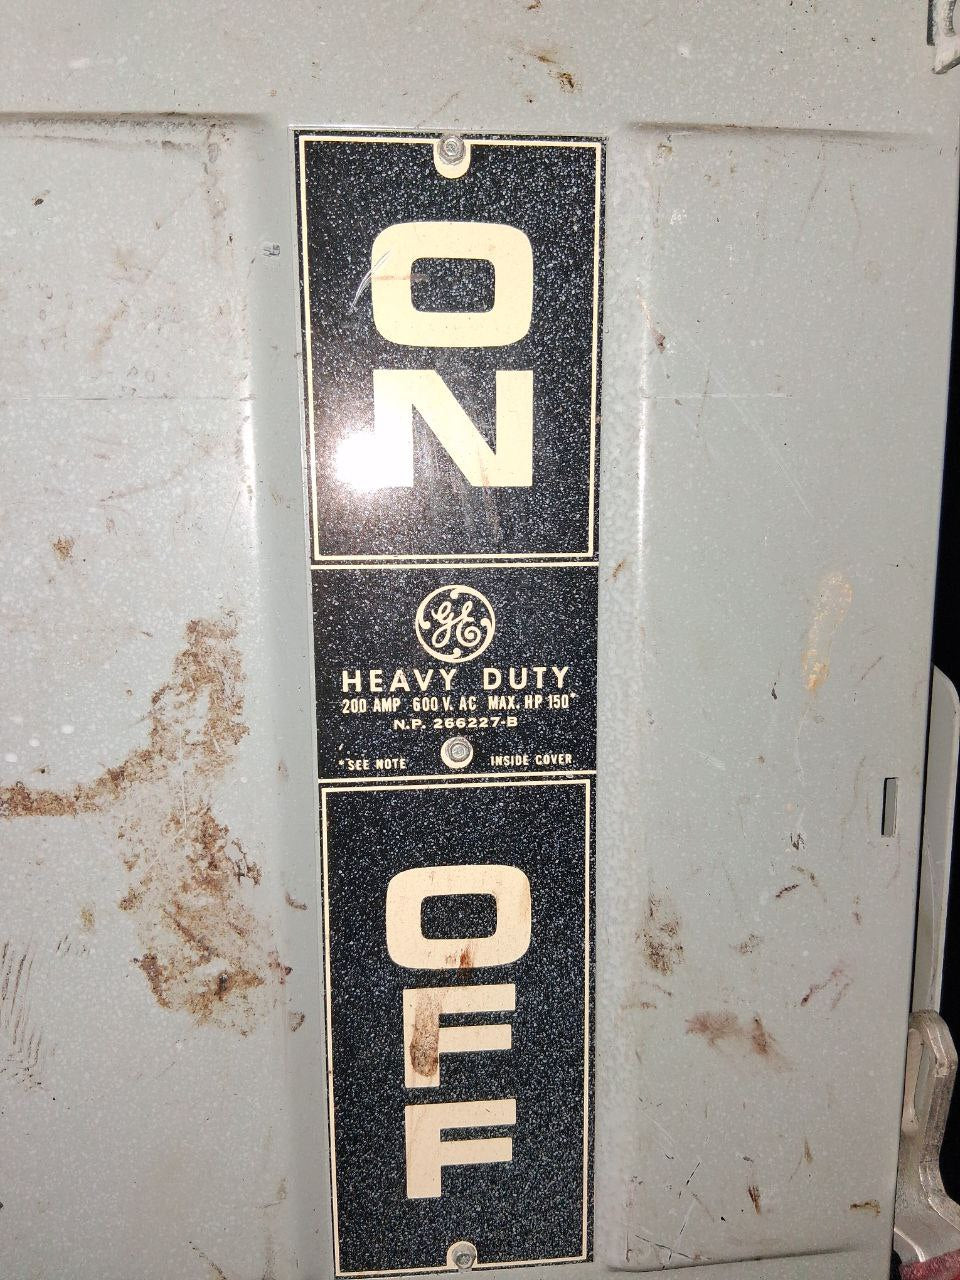 ON
GE
HEAVY DUTY
200 AMP 600 V. AC MAX. HP 150*
N.P. 266227-B
*SEE NOTE INSIDE COVER
OFF